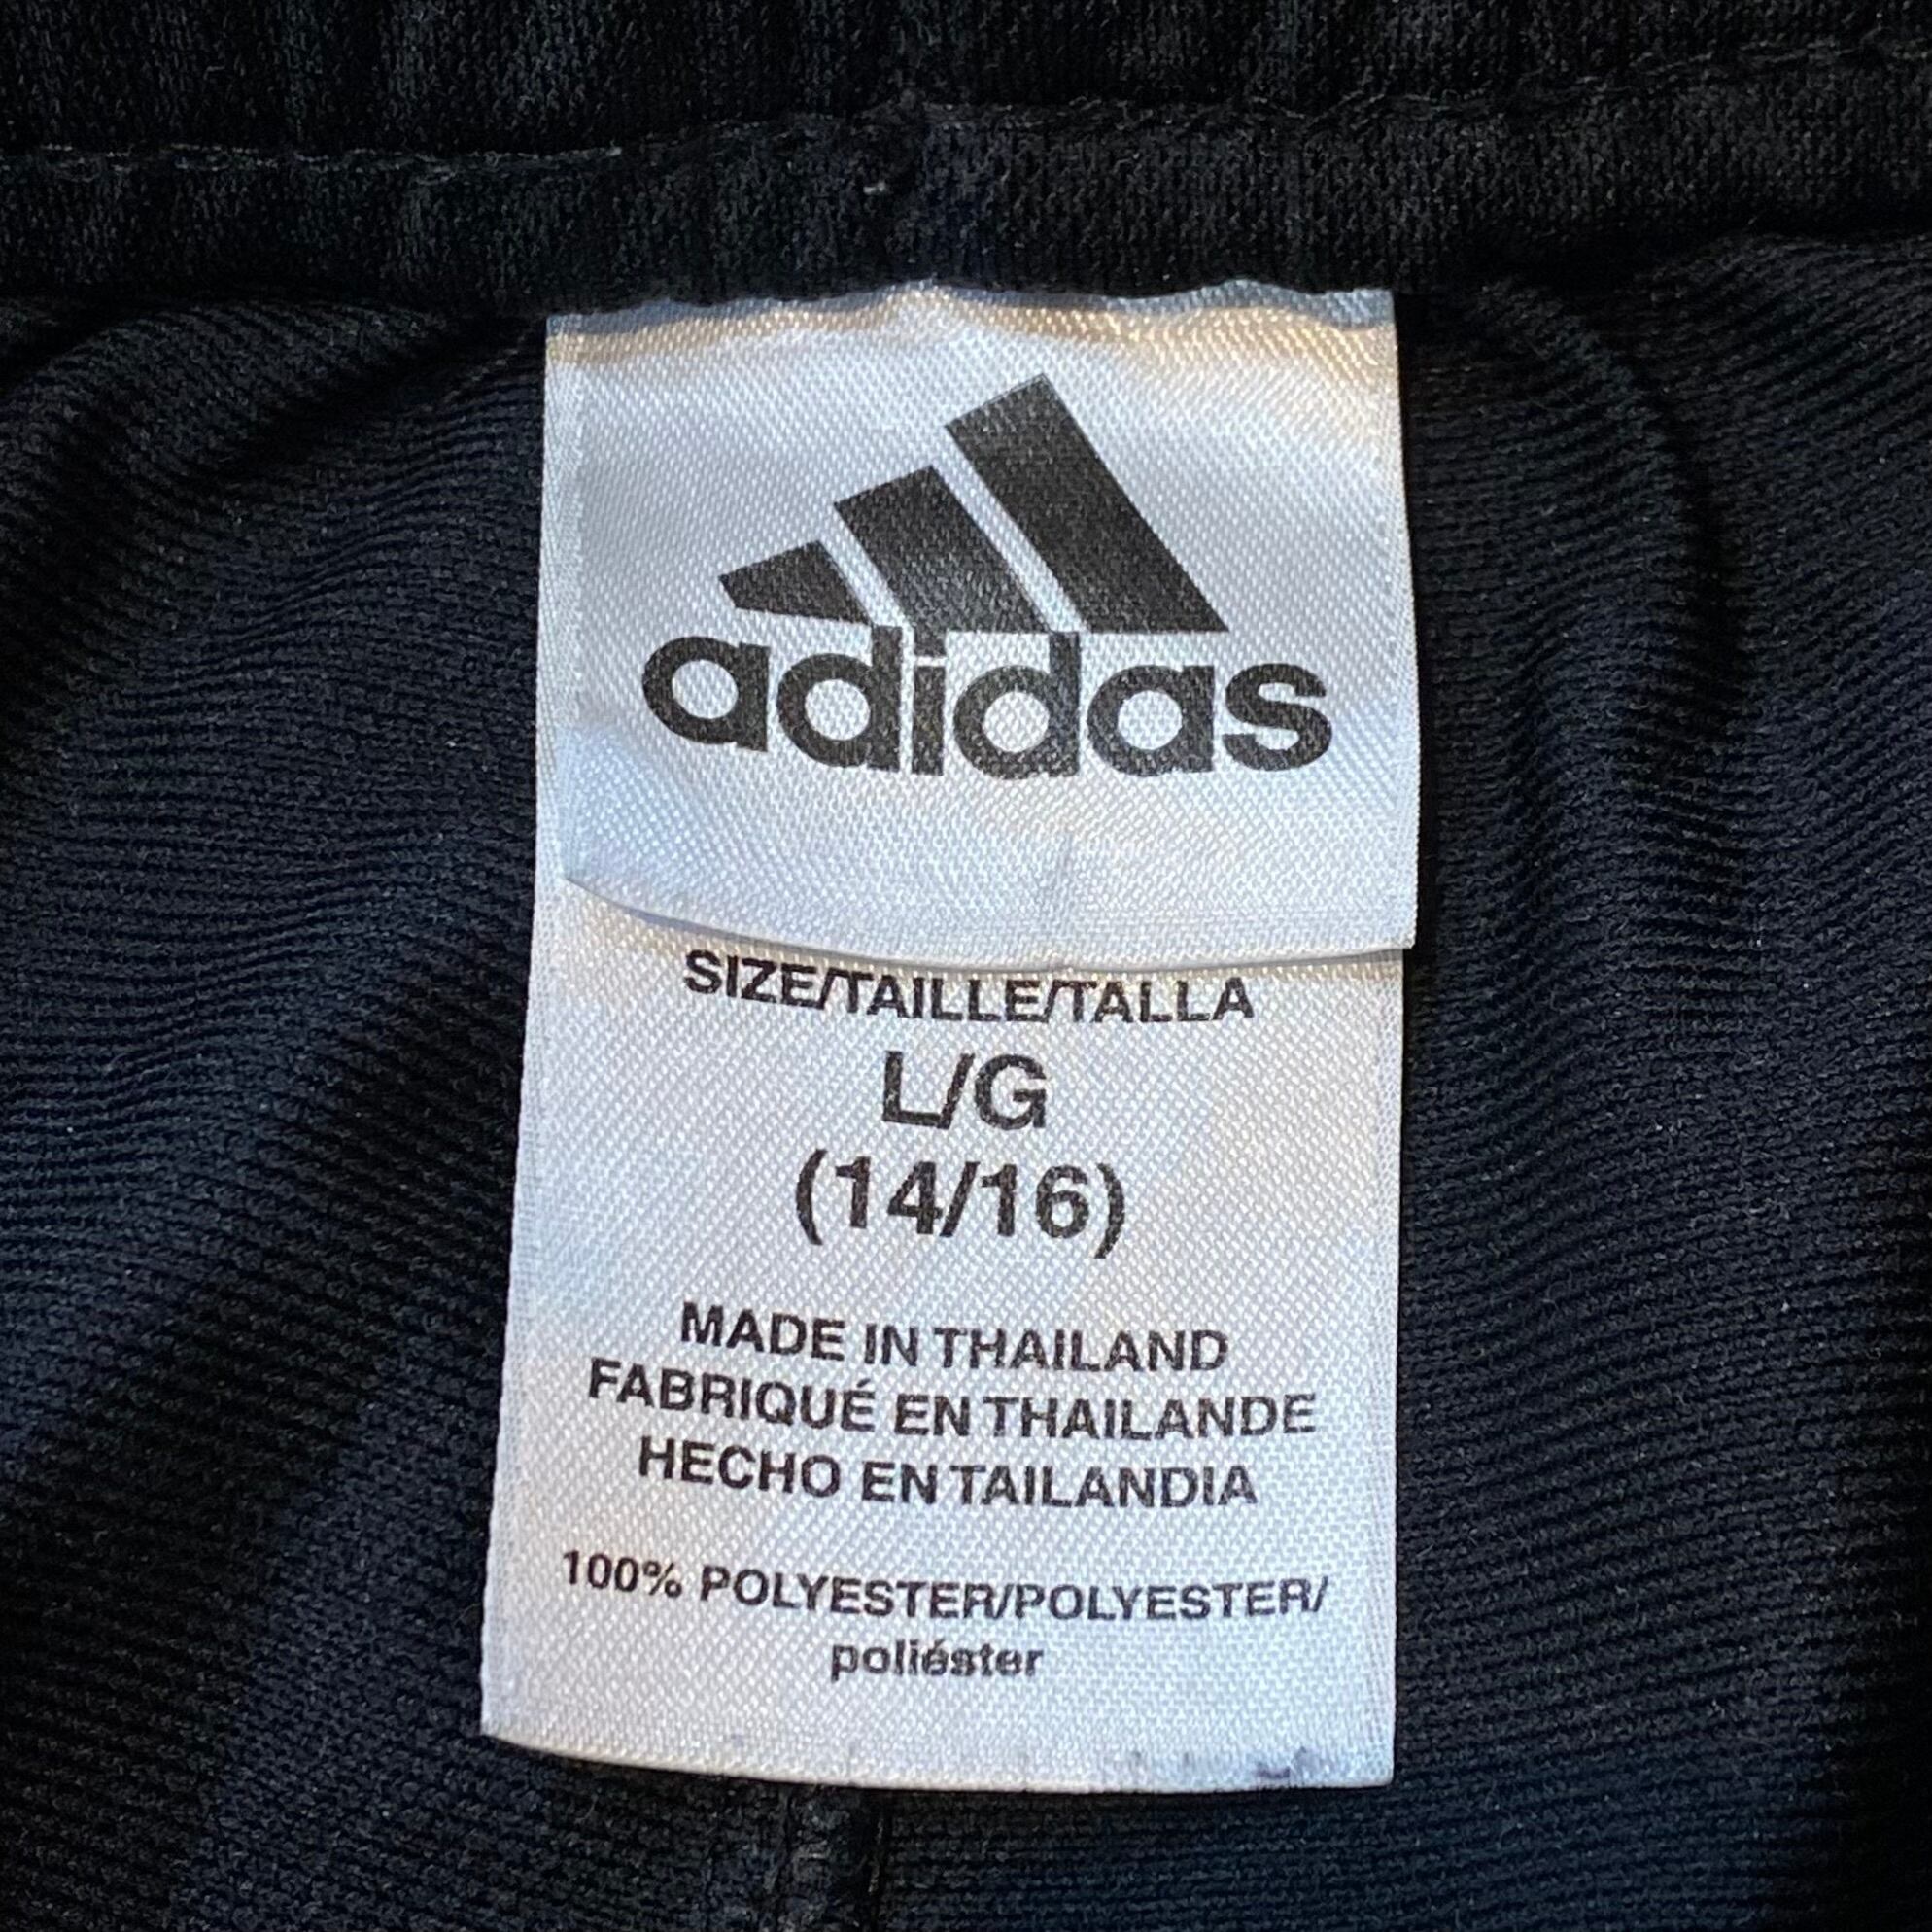 adidas
SIZE/TAILLE/TALLA
L/G
(14/16)
MADE IN THAILAND
FABRIQUÉ EN THAILANDE
HECHO EN TAILANDIA
100% POLYESTER/POLYESTER/
poliéster